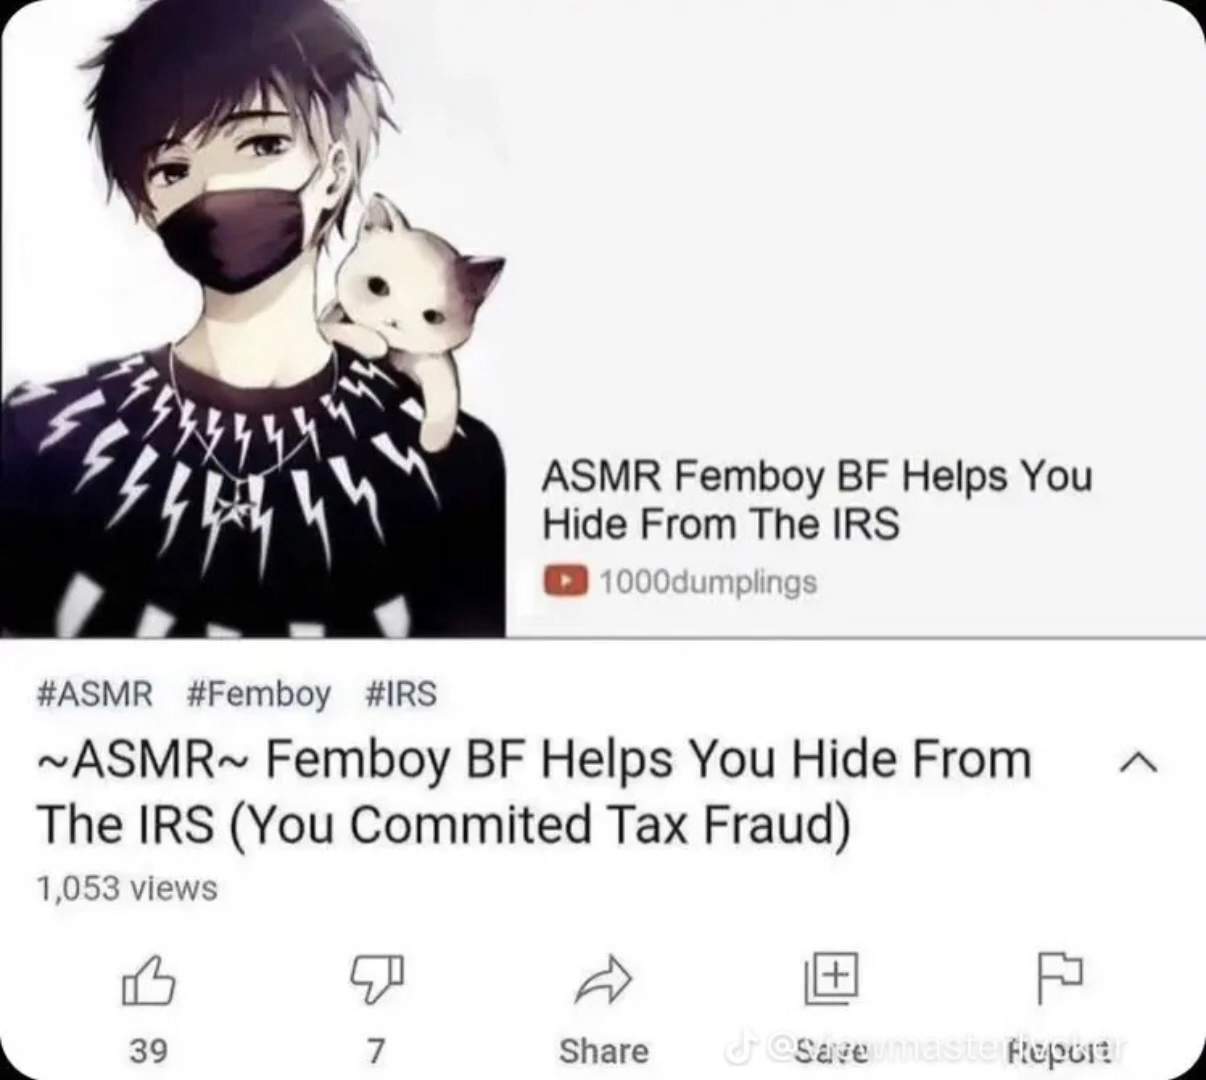 ASMR Femboy BF Helps You
Hide From The IRS
1000dumplings
#ASMR #Femboy #IRS
~ASMR~ Femboy BF Helps You Hide From
The IRS (You Commited Tax Fraud)
1,053 views
39 7 Share Save Report